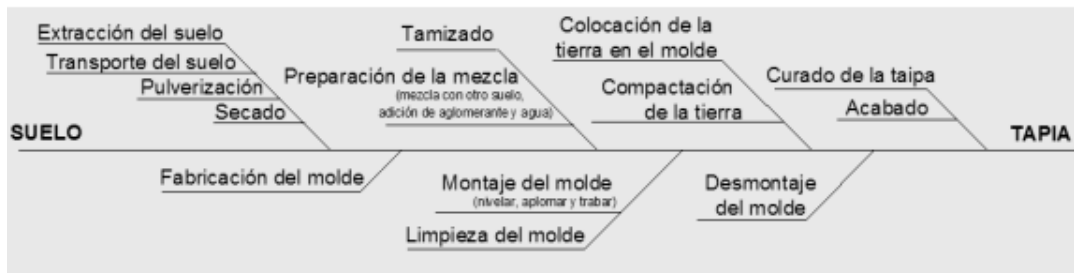 Extracción del suelo
Transporte del suelo
Pulverización
Secado
Tamizado
Preparación de la mezcla
(mezcla con otro suelo,
adición de aglomerante y agua)
Colocación de la
tierra en el molde
Compactación
de la tierra
Curado de la taipa
Acabado
SUELO
TAPIA
Fabricación del molde
Montaje del molde
(nivelar, aplomar y trabar)
Limpieza del molde
Desmontaje
del molde